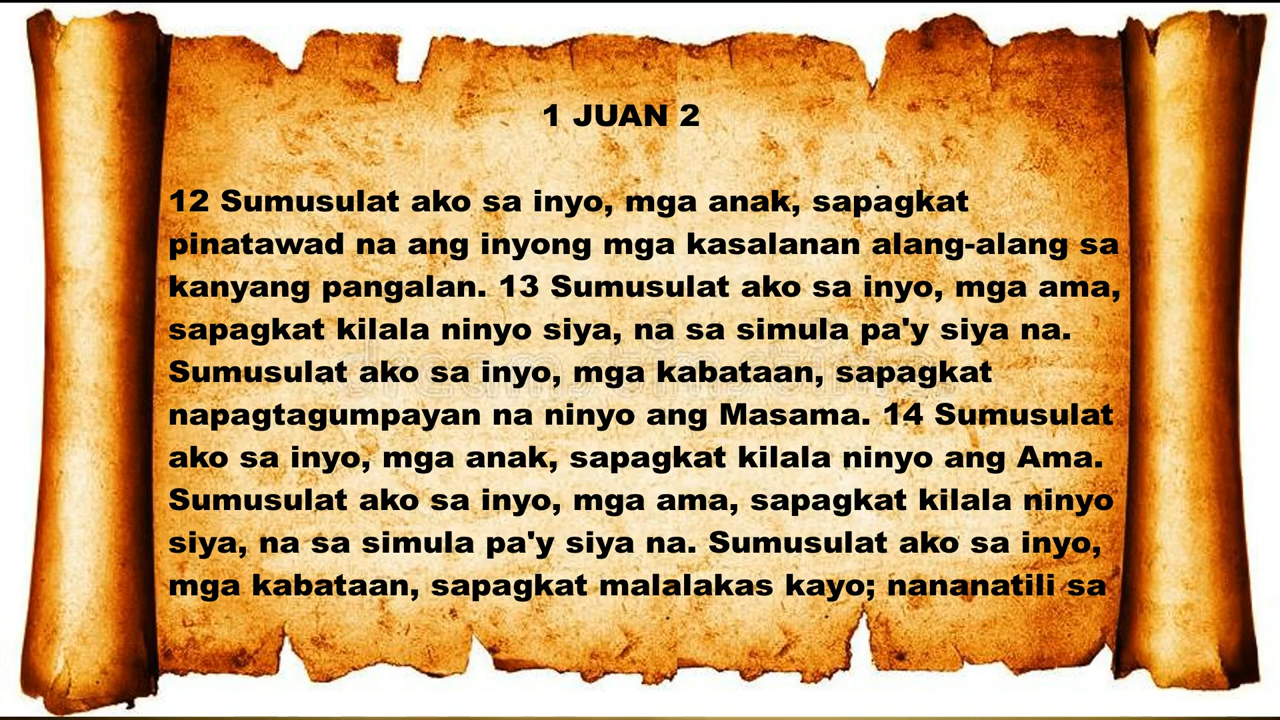 1 JUAN 2
12 Sumusulat ako sa inyo, mga anak, sapagkat
pinatawad na ang inyong mga kasalanan alang-alang sa
kanyang pangalan. 13 Sumusulat ako sa inyo, mga ama,
sapagkat kilala ninyo siya, na sa simula pa'y siya na.
Sumusulat ako sa inyo, mga kabataan, sapagkat
napagtagumpayan na ninyo ang Masama. 14 Sumusulat
ako sa inyo, mga anak, sapagkat kilala ninyo ang Ama.
Sumusulat ako sa inyo, mga ama, sapagkat kilala ninyo
siya, na sa simula pa'y siya na. Sumusulat ako sa inyo,
mga kabataan, sapagkat malalakas kayo; nananatili sa